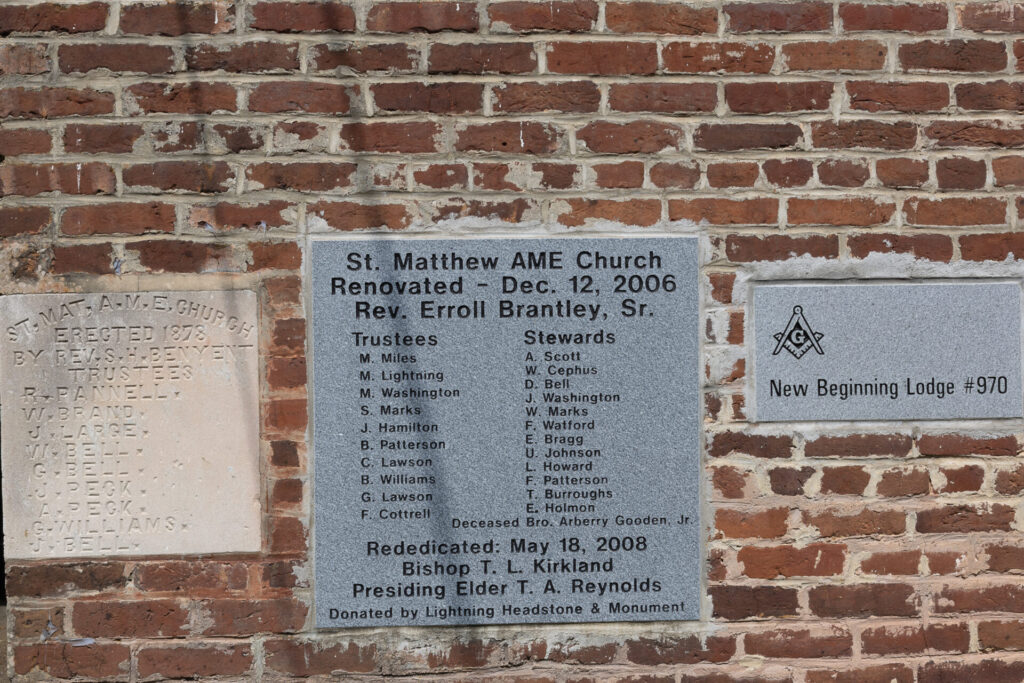 ST. MAT. A.M.E. CHURCH
ERECTED 1878
BY REV. S.H. BENYENT
TRUSTEES
R. PANNELL.
W. BRAND.
J. LARGE.
W. BELL.
G. BELL.
J. PECK.
A. PECK.
G. WILLIAMS.
J. BELL.
St. Matthew AME Church
Renovated - Dec. 12, 2006
Rev. Erroll Brantley, Sr.
Trustees
M. Miles
M. Lightning
M. Washington
S. Marks
J. Hamilton
B. Patterson
C. Lawson
B. Williams
G. Lawson
F. Cottrell
Stewards
A. Scott
W. Cephus
D. Bell
J. Washington
W. Marks
F. Watford
E. Bragg
U. Johnson
L. Howard
F. Patterson
T. Burroughs
E. Holmon
Deceased Bro. Arberry Gooden, Jr.
Rededicated: May 18, 2008
Bishop T. L. Kirkland
Presiding Elder T. A. Reynolds
Donated by Lightning Headstone & Monument
G
New Beginning Lodge #970